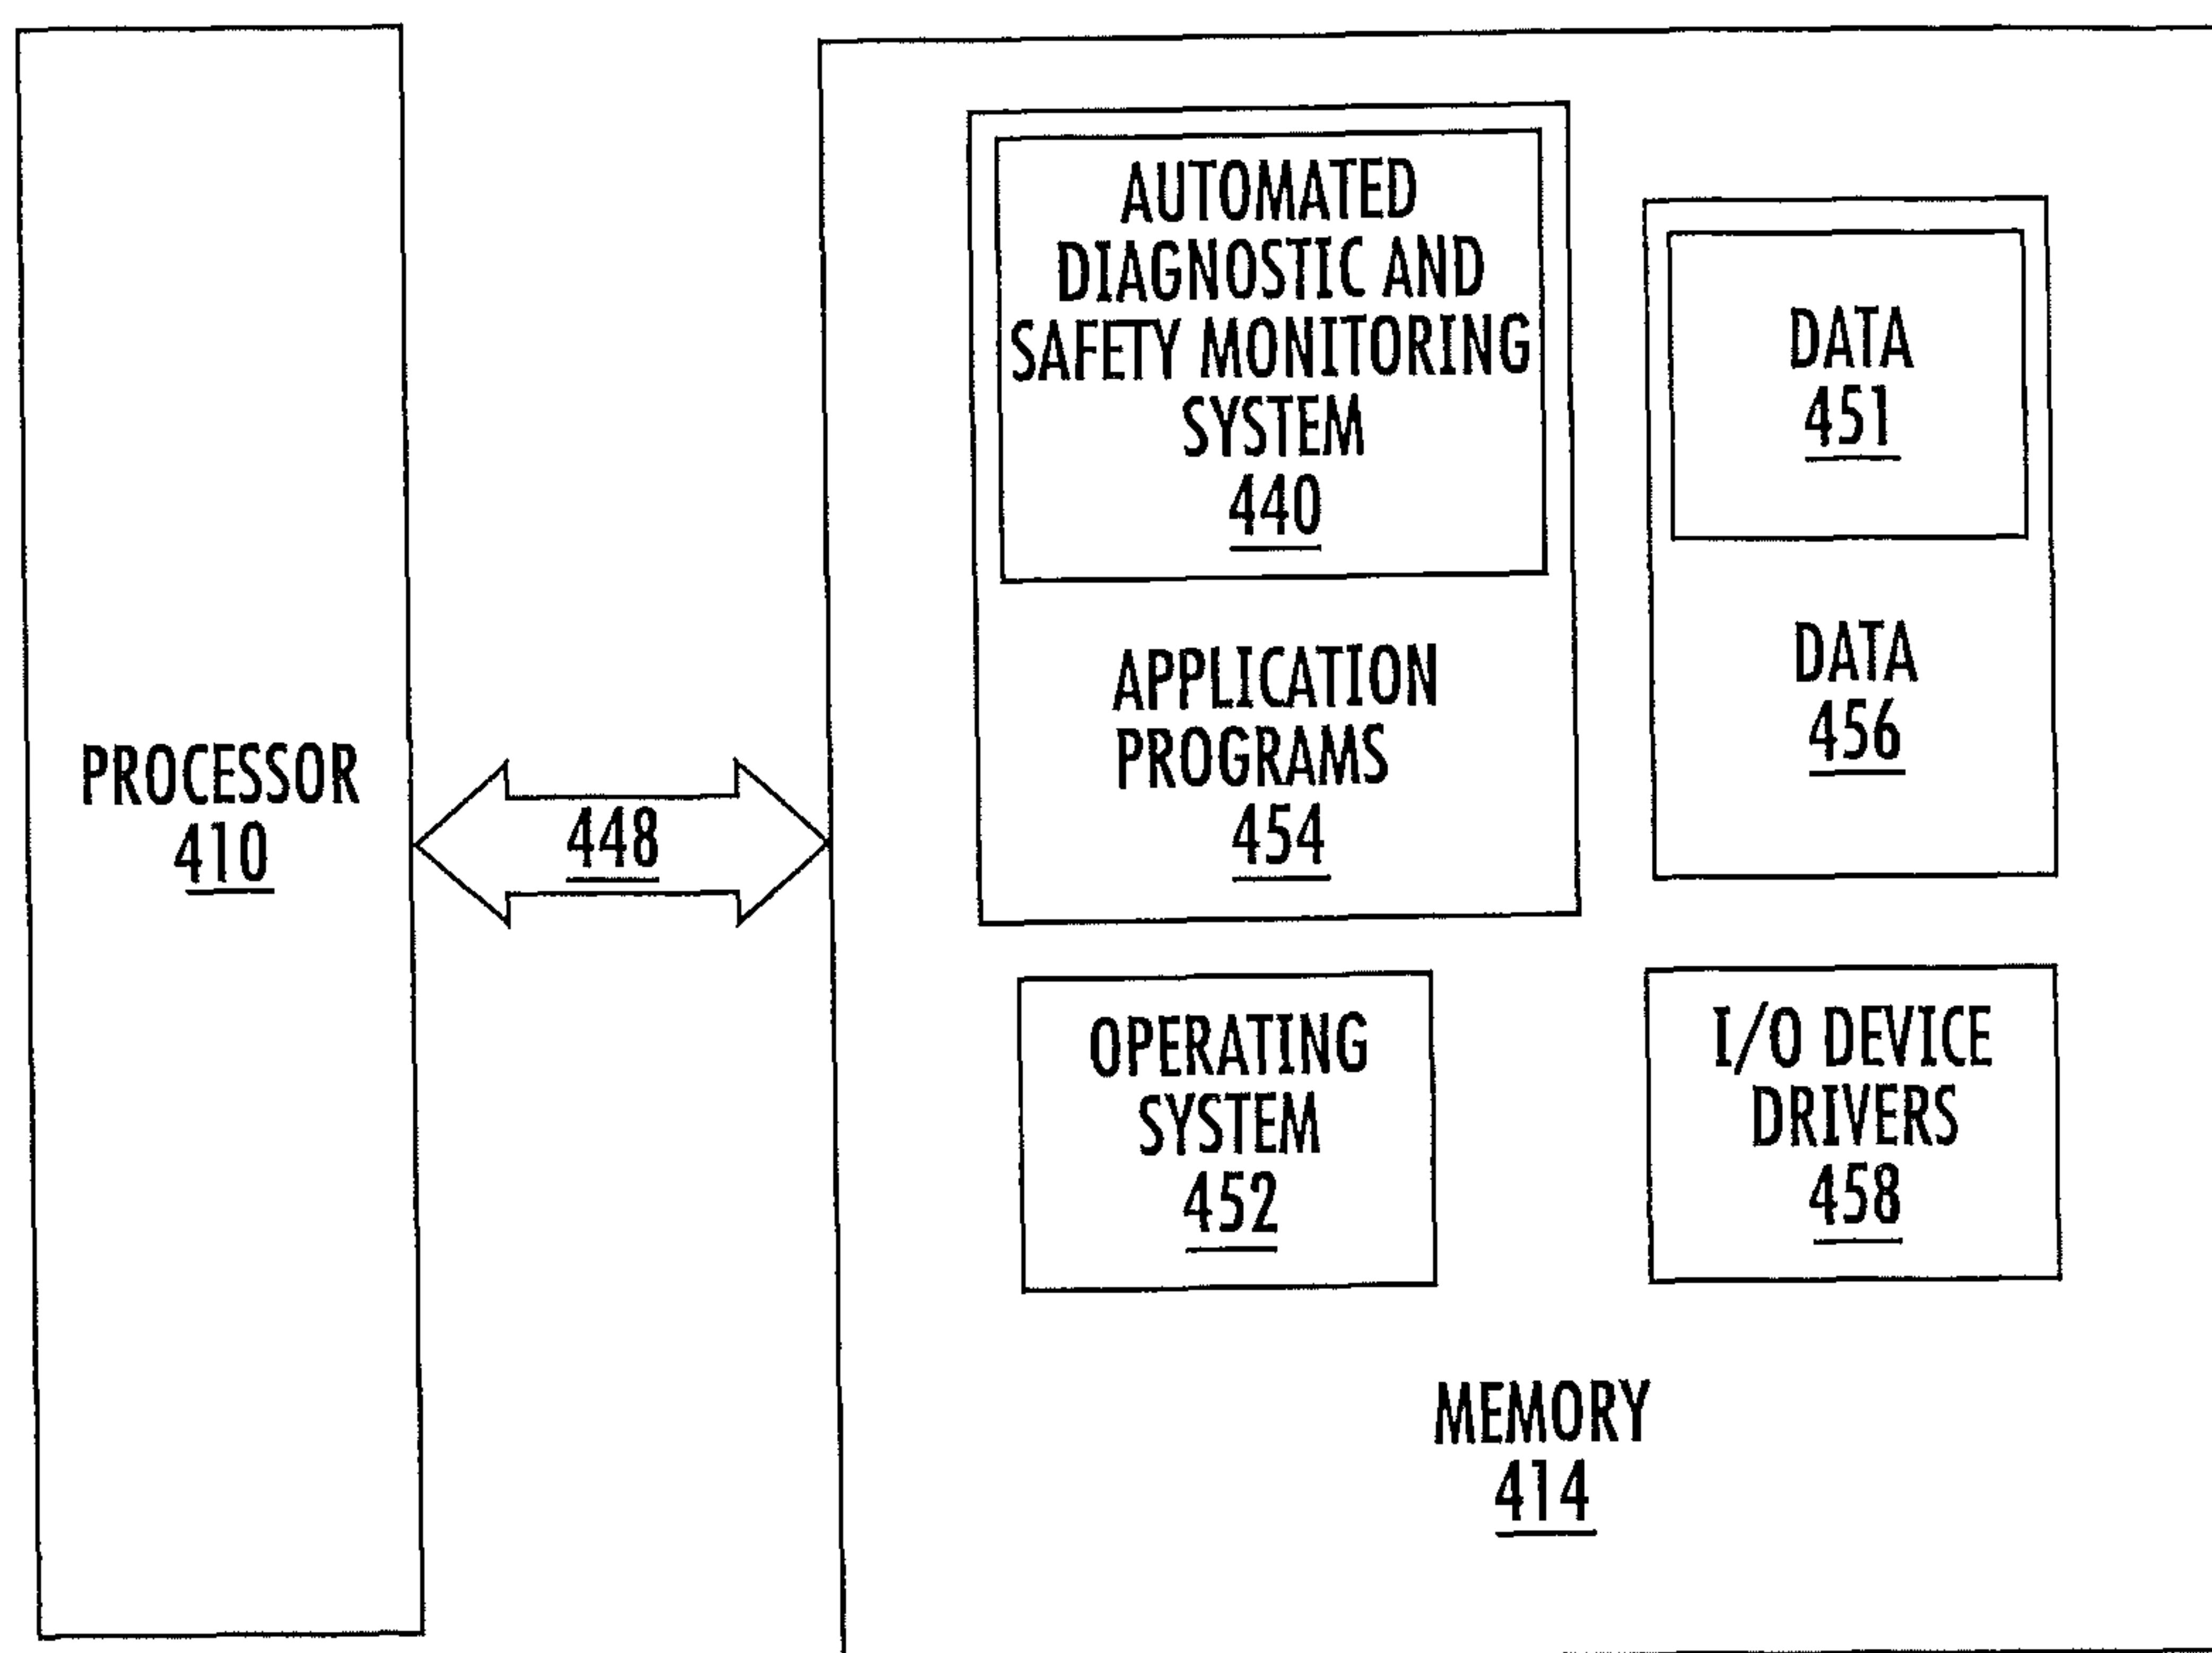 PROCESSOR
410
448
AUTOMATED
DIAGNOSTIC AND
SAFETY MONITORING
SYSTEM
440
APPLICATION
PROGRAMS
454
DATA
451
DATA
456
OPERATING
SYSTEM
452
I/O DEVICE
DRIVERS
458
MEMORY
414